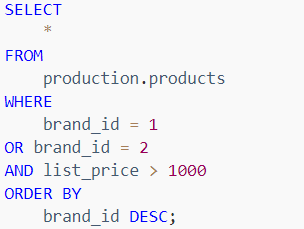 SELECT
    *
FROM
    production.products
WHERE
    brand_id = 1
OR brand_id = 2
AND list_price > 1000
ORDER BY
    brand_id DESC;